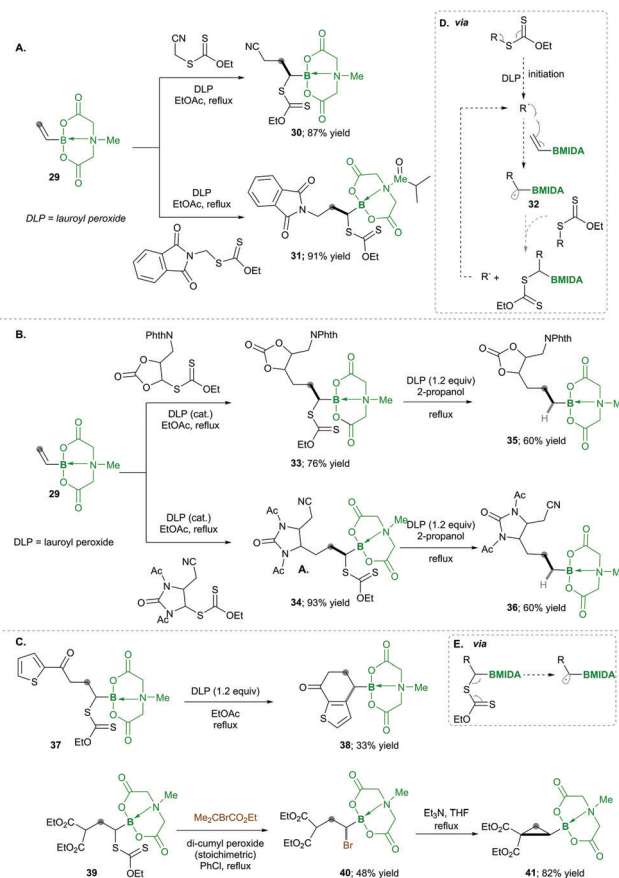 A.
CN
S
S
OEt
DLP
EtOAc, reflux
NC
O
O
O
B
N
Me
O
S
S
EtO
30; 87% yield
O
O
B
N
Me
O
O
29
DLP = lauroyl peroxide
DLP
EtOAc, reflux
O
N
O
S
S
OEt
O
N
O
O
O
Me
B
N
O
O
O
S
S
OEt
31; 91% yield
D. via
R
S
S
OEt
DLP
initiation
R·
BMIDA
R
BMIDA
32
S
OEt
S
R
R· +
R
S
BMIDA
EtO
S
B.
PhthN
O
O
O
S
S
OEt
DLP (cat.)
EtOAc, reflux
NPhth
O
O
O
O
O
B
N
Me
O
O
S
S
EtO
33; 76% yield
DLP (1.2 equiv)
2-propanol
reflux
NPhth
O
O
O
O
O
B
N
M
H
O
O
35; 60% yield
O
O
B
N
Me
O
O
29
DLP = lauroyl peroxide
DLP (cat.)
EtOAc, reflux
Ac
CN
N
O
N
Ac
S
S
OEt
Ac
CN
N
O
N
Ac
A.
O
O
Me
B
N
O
O
S
S
OEt
34; 93% yield
DLP (1.2 equiv)
2-propanol
reflux
Ac
CN
N
O
N
Ac
O
O
B
N
M
H
O
O
36; 60% yield
C.
O
S
O
O
B
N
Me
O
O
S
S
EtO
37
DLP (1.2 equiv)
EtOAc
reflux
O
S
O
O
B
N
Me
O
O
38; 33% yield
E. via
R
S
BMIDA
EtO
S
R
BMIDA
EtO₂C
EtO₂C
O
O
Me
B
N
O
O
S
S
OEt
39
Me₂CBrCO₂Et
di-cumyl peroxide
(stoichimetric)
PhCl, reflux
EtO₂C
EtO₂C
Br
O
O
Me
B
N
O
O
40; 48% yield
Et₃N, THF
reflux
EtO₂C
EtO₂C
O
O
Me
B
N
O
O
41; 82% yield